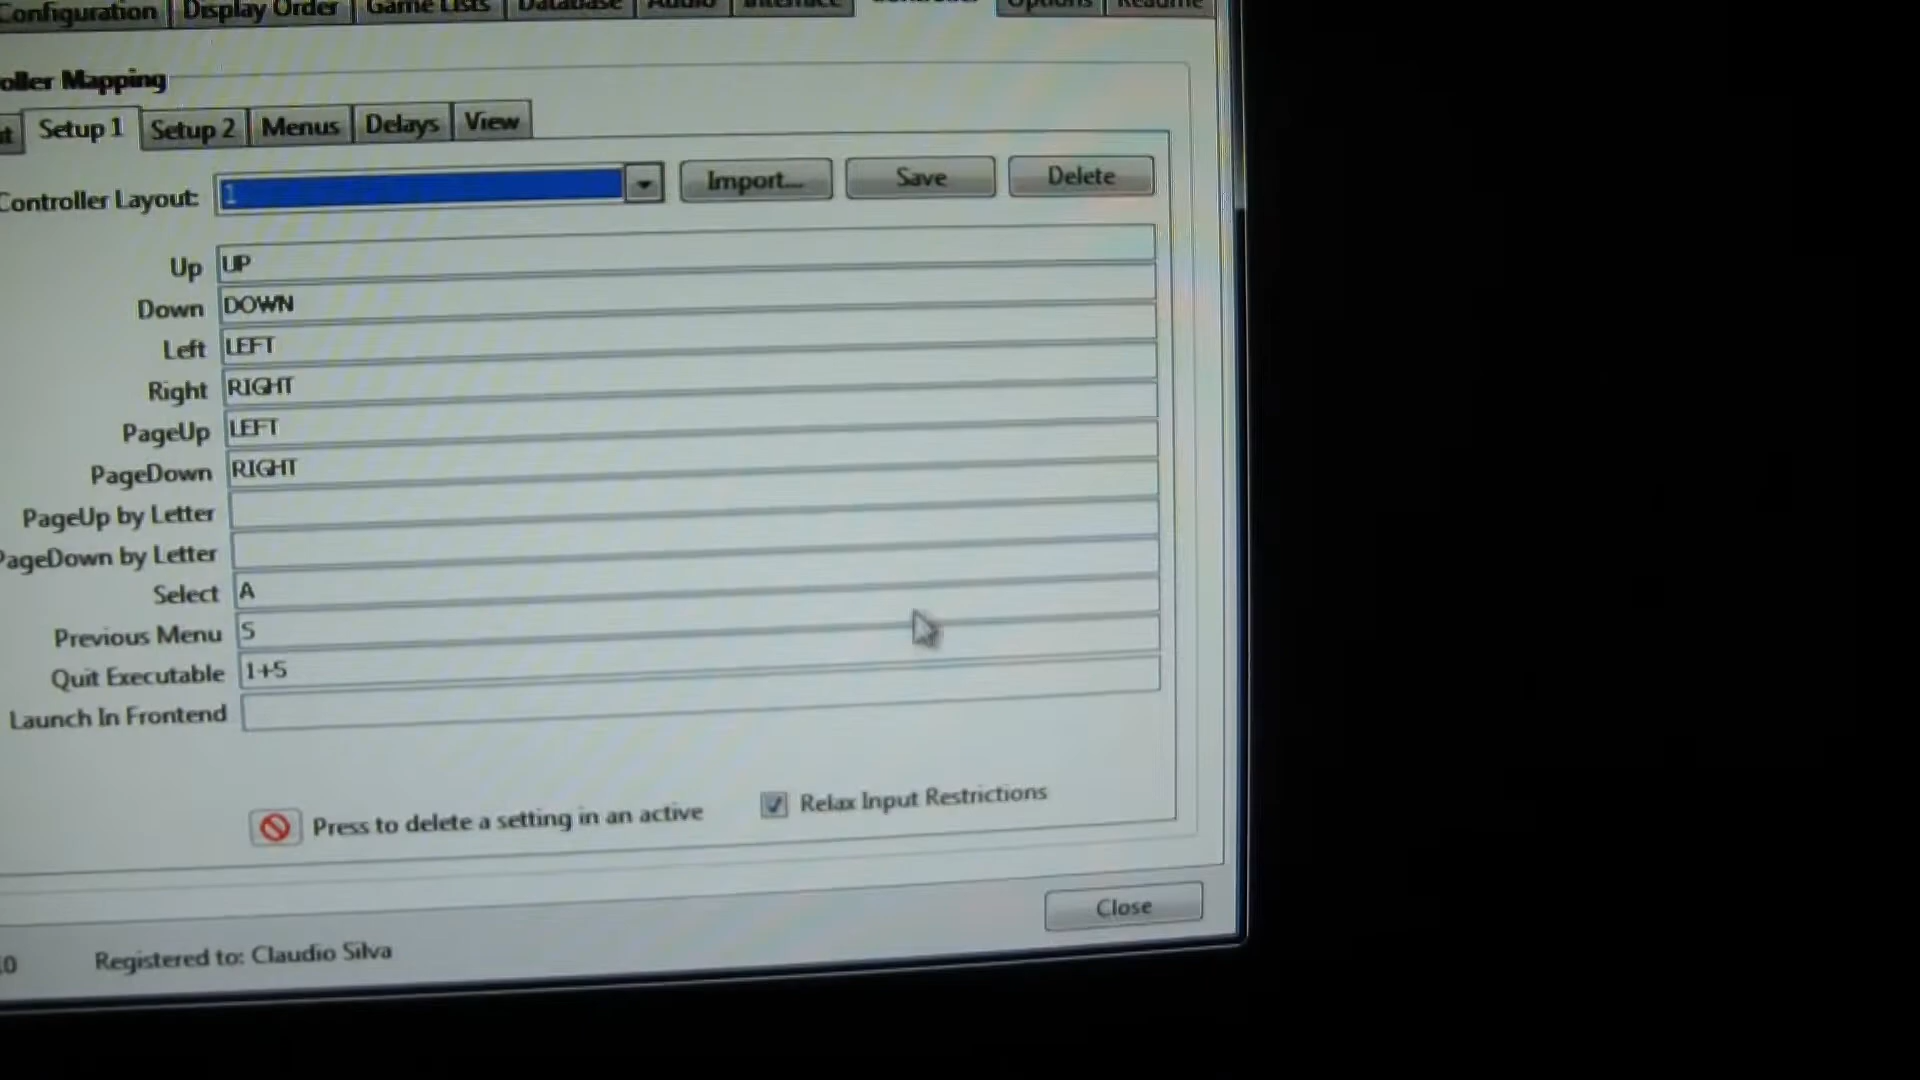 Configuration Display Order Game Lists Database Audio Interface Options Resume
oller Mapping
Setup 1 Setup 2 Menus Delays View
Controller Layout: 1 Import... Save Delete
Up UP
Down DOWN
Left LEFT
Right RIGHT
PageUp LEFT
PageDown RIGHT
PageUp by Letter
PageDown by Letter
Select A
Previous Menu S
Quit Executable 1+5
Launch In Frontend
Press to delete a setting in an active Relax Input Restrictions
Close
Registered to: Claudio Silva